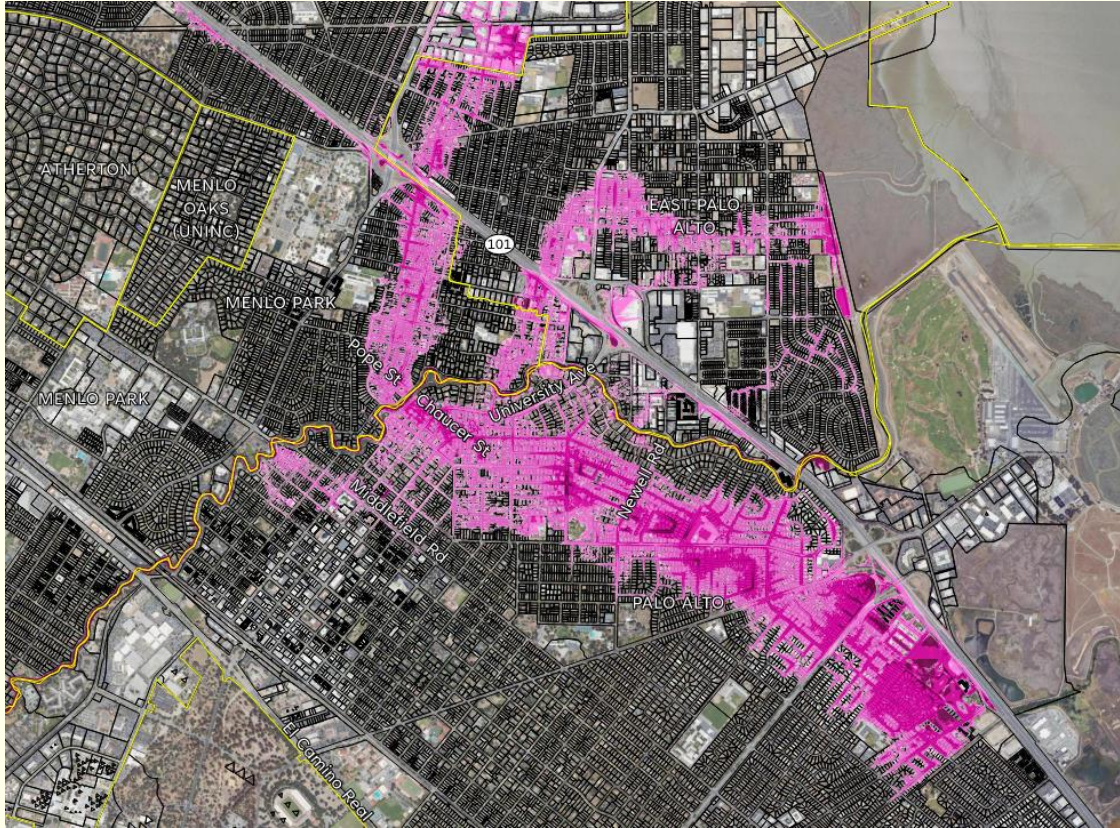 ATHERTON
MENLO
OAKS
(UNINC)
EAST PALO
ALTO
101
MENLO PARK
Pope St
MENLO PARK
University Ave
Chaucer St
Newell Rd
Middlefield Rd
PALO ALTO
El Camino Real